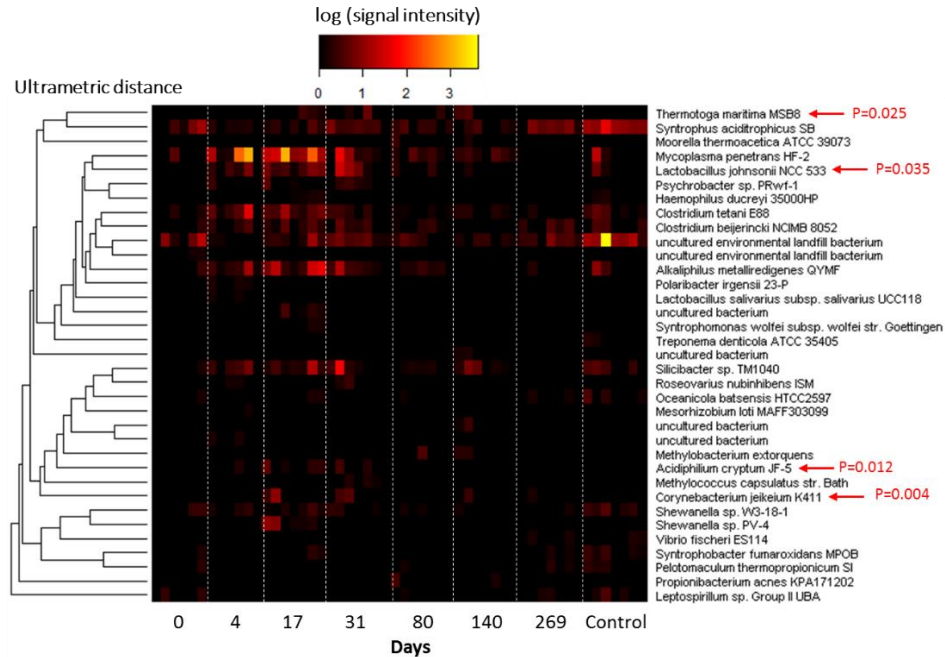 log (signal intensity)
0 1 2 3
Ultrametric distance
Thermotoga maritima MSB8 P=0.025
Syntrophus aciditrophicus SB
Moorella thermoacetica ATCC 39073
Mycoplasma penetrans HF-2
Lactobacillus johnsonii NCC 533 P=0.035
Psychrobacter sp. PRwf-1
Haemophilus ducreyi 35000HP
Clostridium tetani E88
Clostridium beijerincki NCIMB 8052
uncultured environmental landfill bacterium
uncultured environmental landfill bacterium
Alkaliphilus metalliredigenes QYMF
Polaribacter irgensii 23-P
Lactobacillus salivarius subsp. salivarius UCC118
uncultured bacterium
Syntrophomonas wolfei subsp. wolfei str. Goettingen
Treponema denticola ATCC 35405
uncultured bacterium
Silicibacter sp. TM1040
Roseovarius nubinhibens ISM
Oceanicola batsensis HTCC2597
Mesorhizobium loti MAFF303099
uncultured bacterium
uncultured bacterium
Methylobacterium extorquens
Acidiphilium cryptum JF-5 P=0.012
Methylococcus capsulatus str. Bath
Corynebacterium jeikeium K411 P=0.004
Shewanella sp. W3-18-1
Shewanella sp. PV-4
Vibrio fischeri ES114
Syntrophobacter fumaroxidans MPOB
Pelotomaculum thermopropionicum SI
Propionibacterium acnes KPA171202
Leptospirillum sp. Group II UBA
0 4 17 31 80 140 269 Control
Days